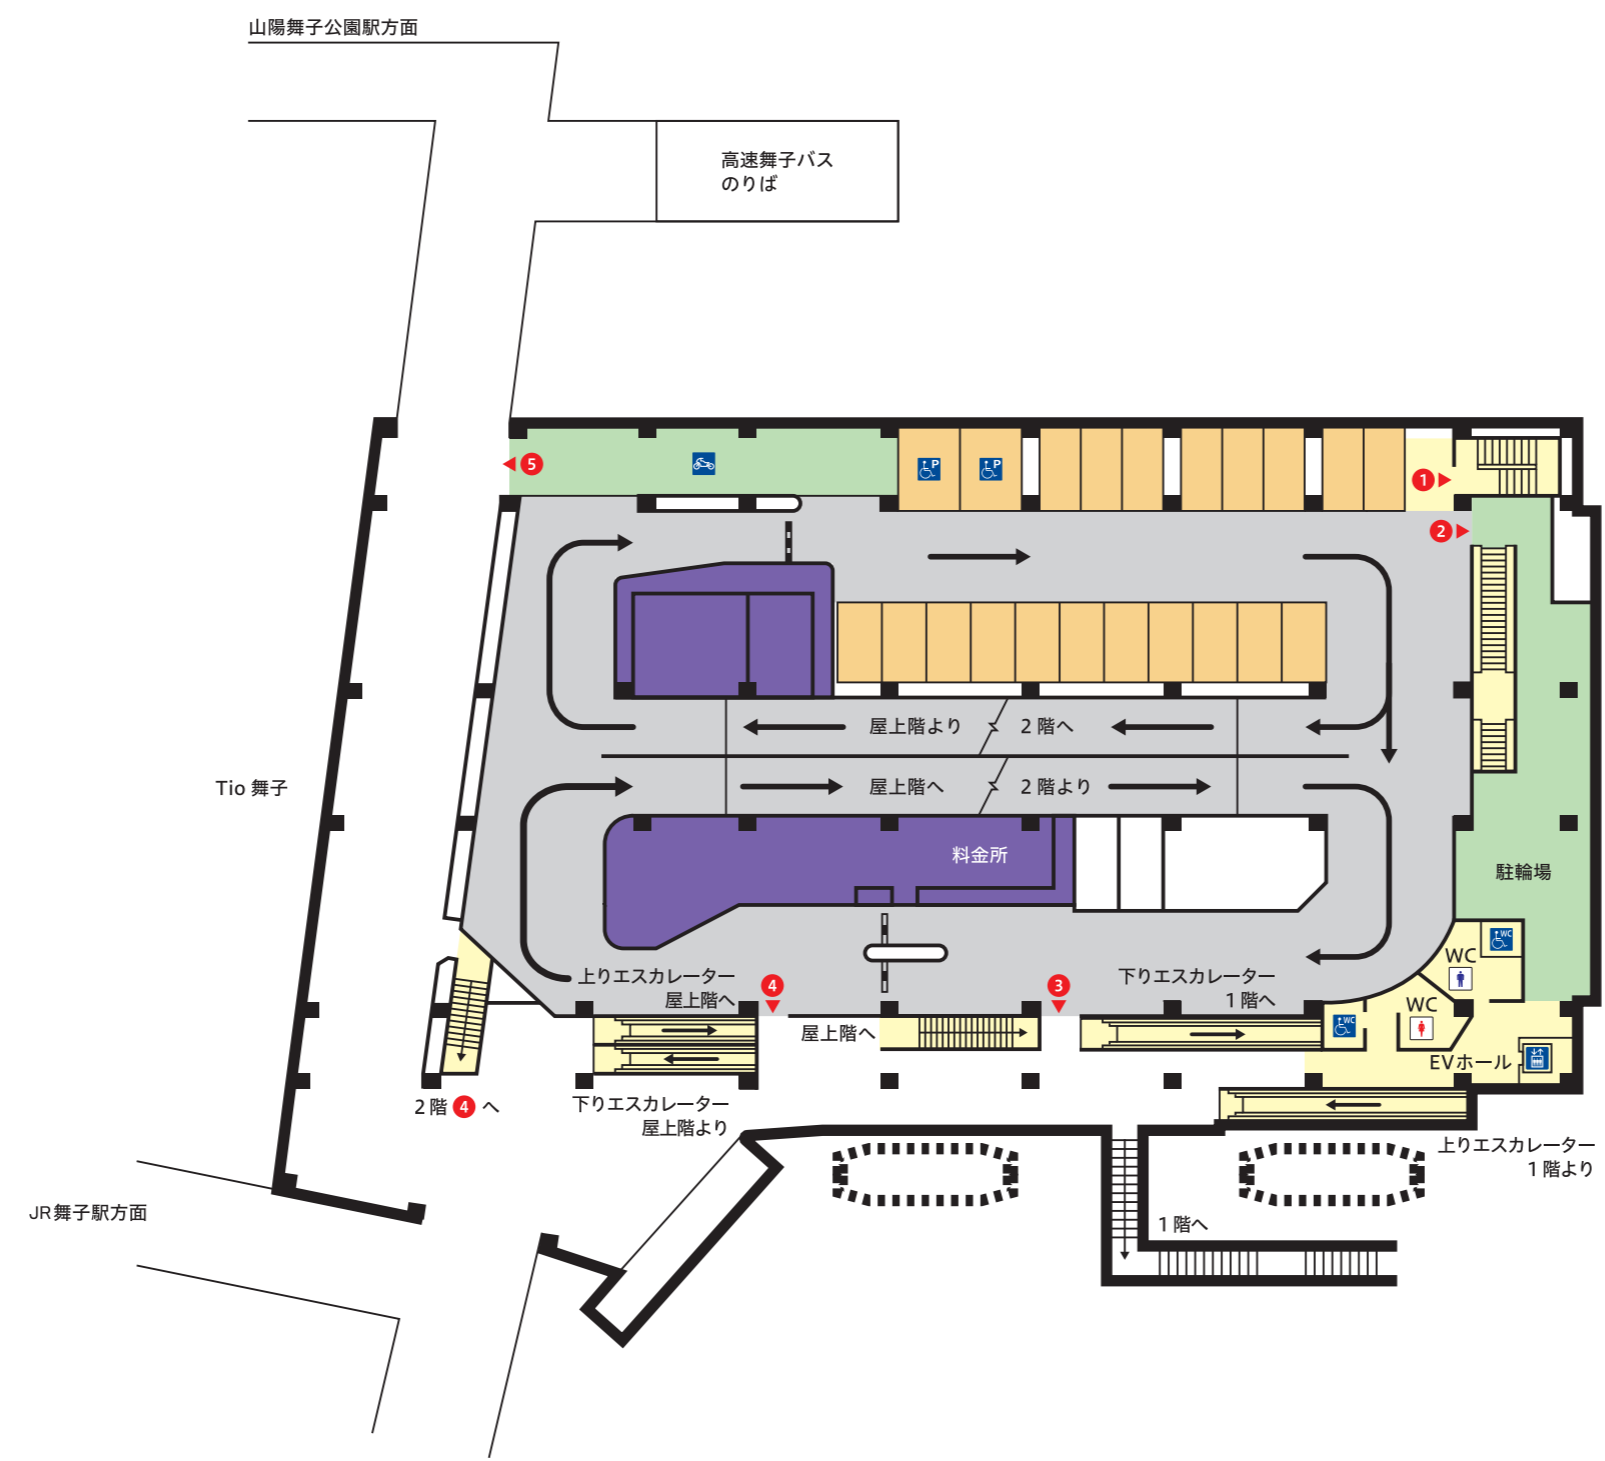 山陽舞子公園駅方面
高速舞子バス
のりば
5
P
P
1
2
屋上階より
2階へ
Tio 舞子
屋上階へ
2階より
料金所
駐輪場
WC
WC
上りエスカレーター
屋上階へ
4
3
下りエスカレーター
1階へ
WC
WC
屋上階へ
EVホール
2階 4 へ
下りエスカレーター
屋上階より
上りエスカレーター
1階より
JR舞子駅方面
1階へ